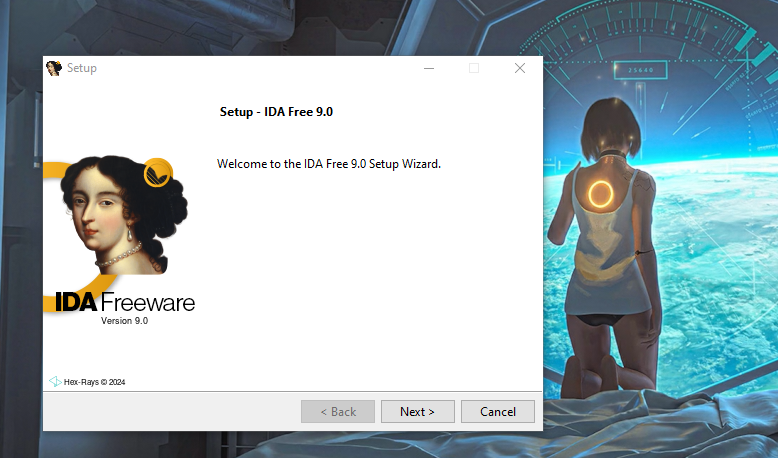 Setup
25640
Setup - IDA Free 9.0
Welcome to the IDA Free 9.0 Setup Wizard.
IDA Freeware
Version 9.0
Hex-Rays © 2024
< Back
Next >
Cancel